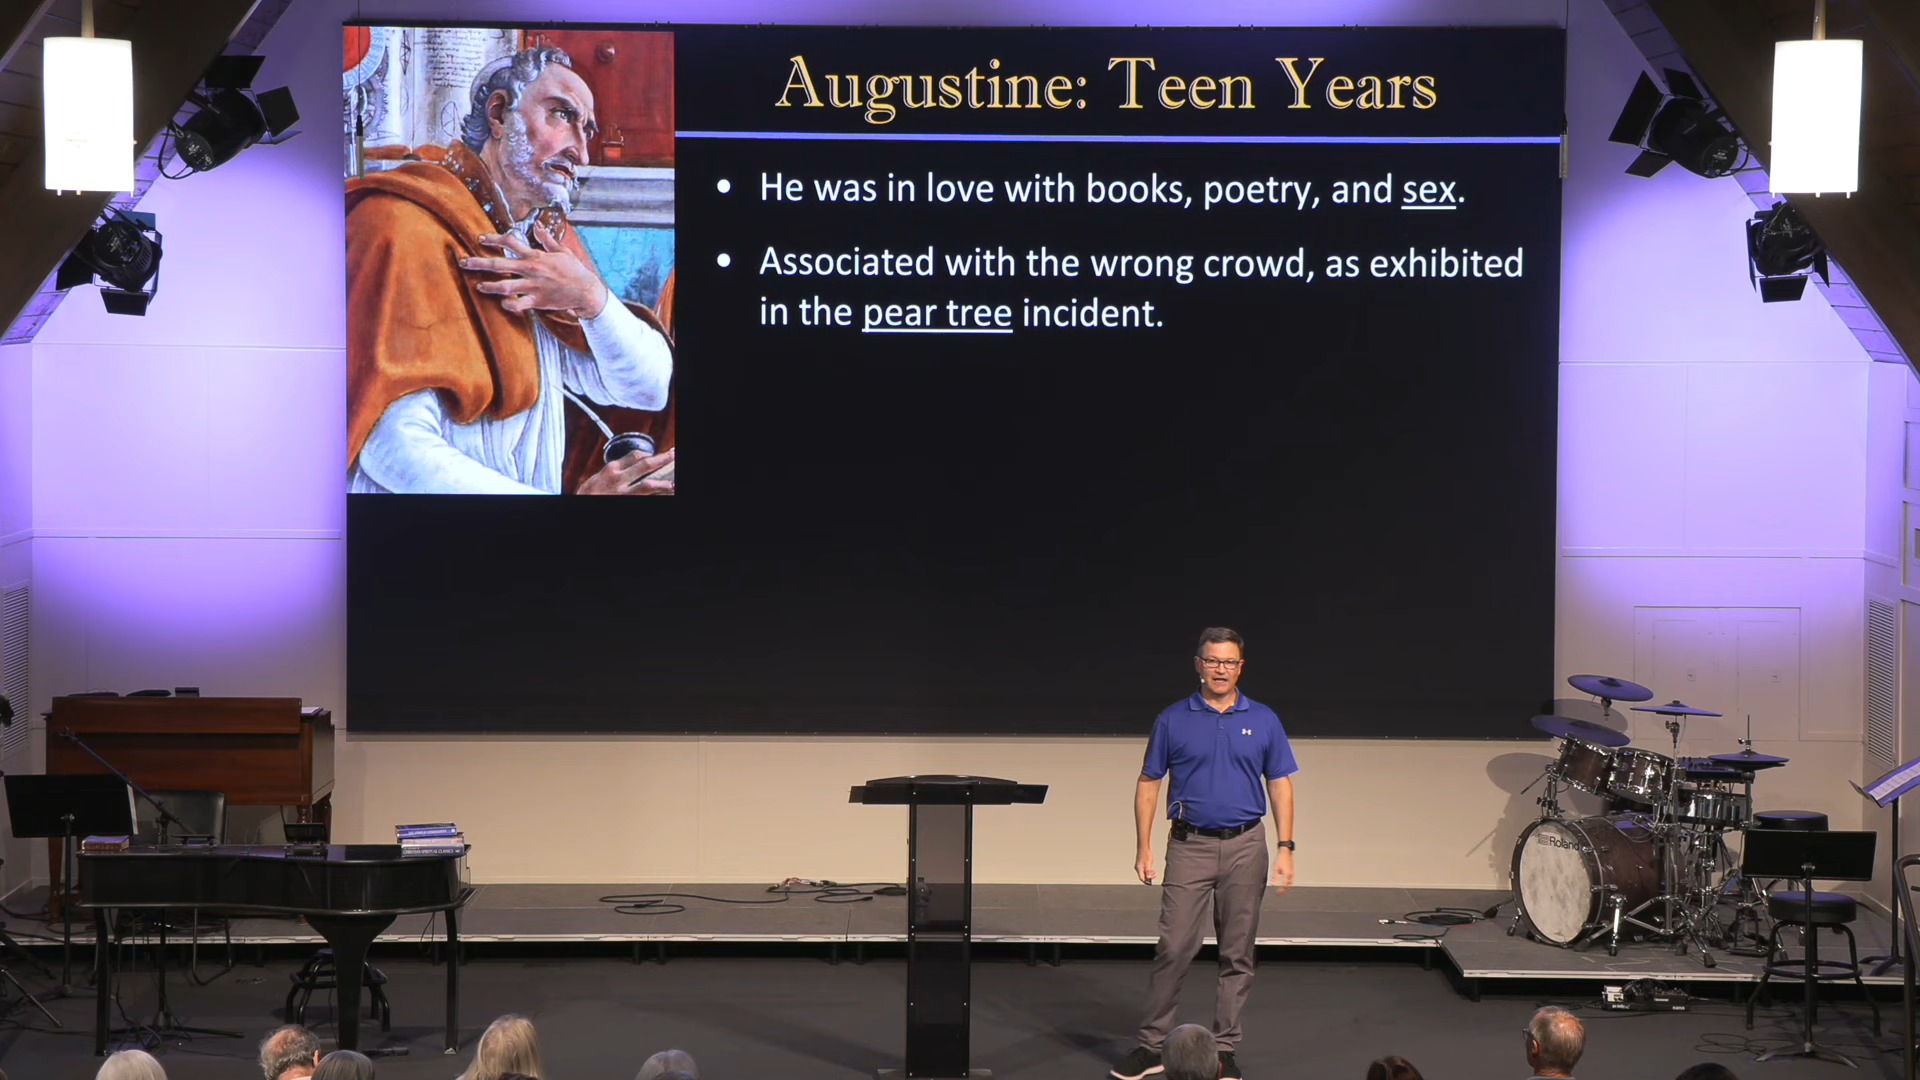 Augustine: Teen Years
• He was in love with books, poetry, and sex.
• Associated with the wrong crowd, as exhibited
in the pear tree incident.
Roland